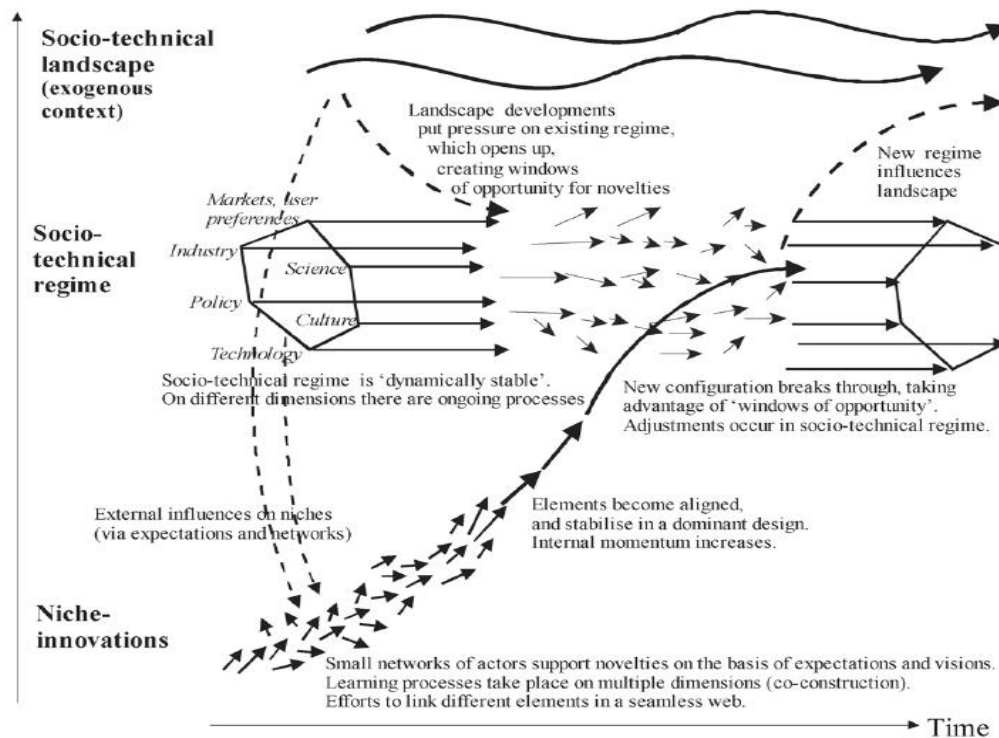 Socio-technical
landscape
(exogenous
context)
Landscape developments
put pressure on existing regime,
which opens up,
creating windows
of opportunity for novelties
New regime
influences
landscape
Socio-
technical
regime
Markets, user
preferences
Industry
Science
Policy
Culture
Technology
Socio-technical regime is ‘dynamically stable’.
On different dimensions there are ongoing processes
New configuration breaks through, taking
advantage of ‘windows of opportunity’.
Adjustments occur in socio-technical regime.
External influences on niches
(via expectations and networks)
Elements become aligned,
and stabilise in a dominant design.
Internal momentum increases.
Niche-
innovations
Small networks of actors support novelties on the basis of expectations and visions.
Learning processes take place on multiple dimensions (co-construction).
Efforts to link different elements in a seamless web.
Time